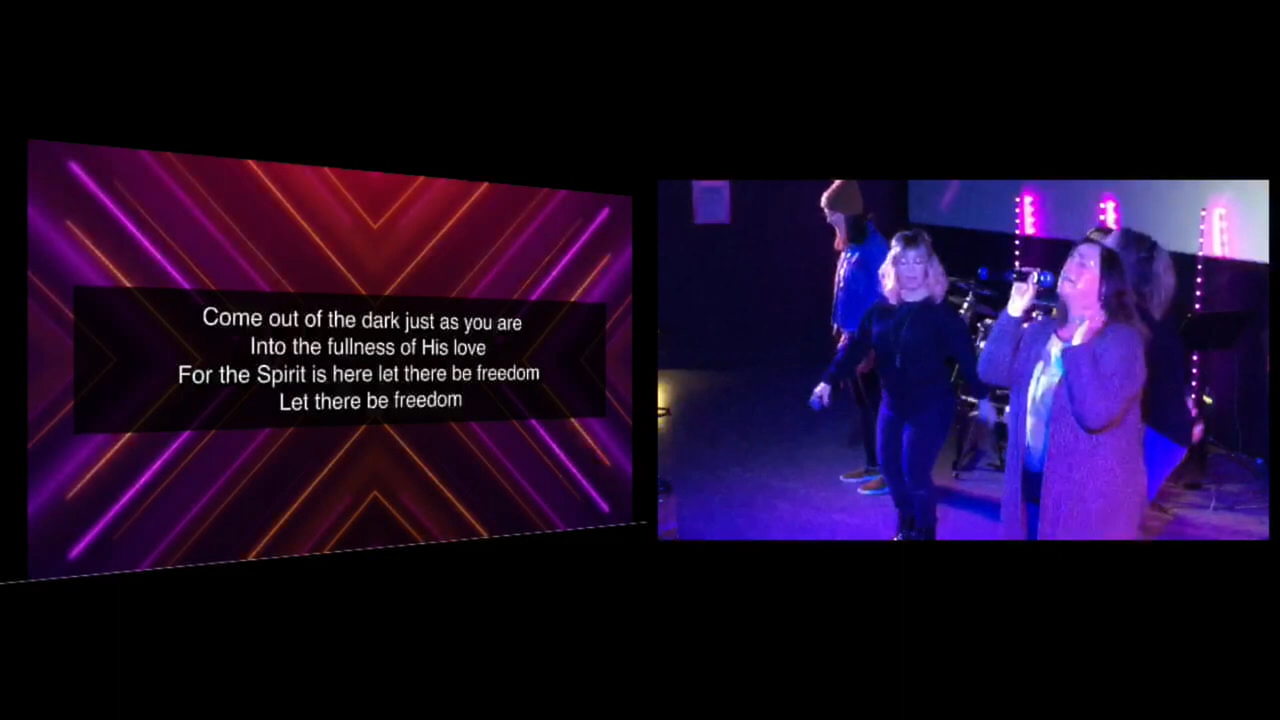 Come out of the dark just as you are
Into the fullness of His love
For the Spirit is here let there be freedom
Let there be freedom